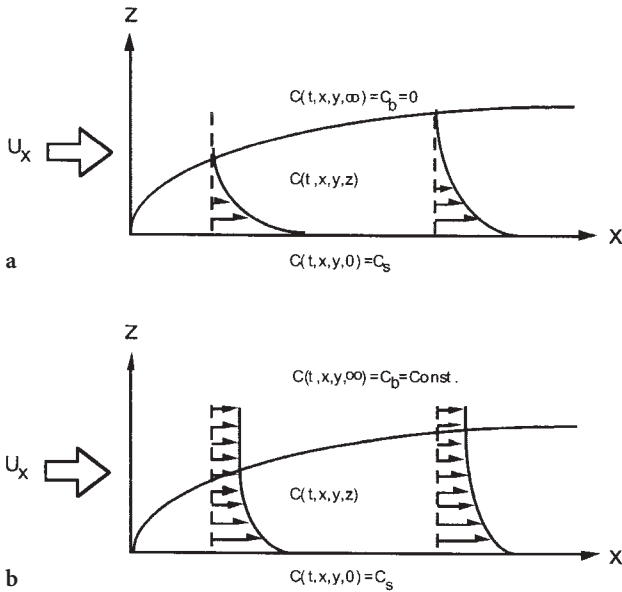 Z
C(t,x,y,∞)=C_b=0
U_x
C(t,x,y,z)
X
a
C(t,x,y,0)=C_s
Z
C(t,x,y,∞)=C_b=Const.
U_x
C(t,x,y,z)
X
b
C(t,x,y,0)=C_s